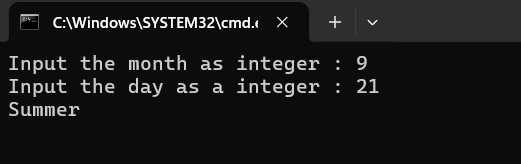 C:\Windows\SYSTEM32\cmd.e
Input the month as integer : 9
Input the day as a integer : 21
Summer